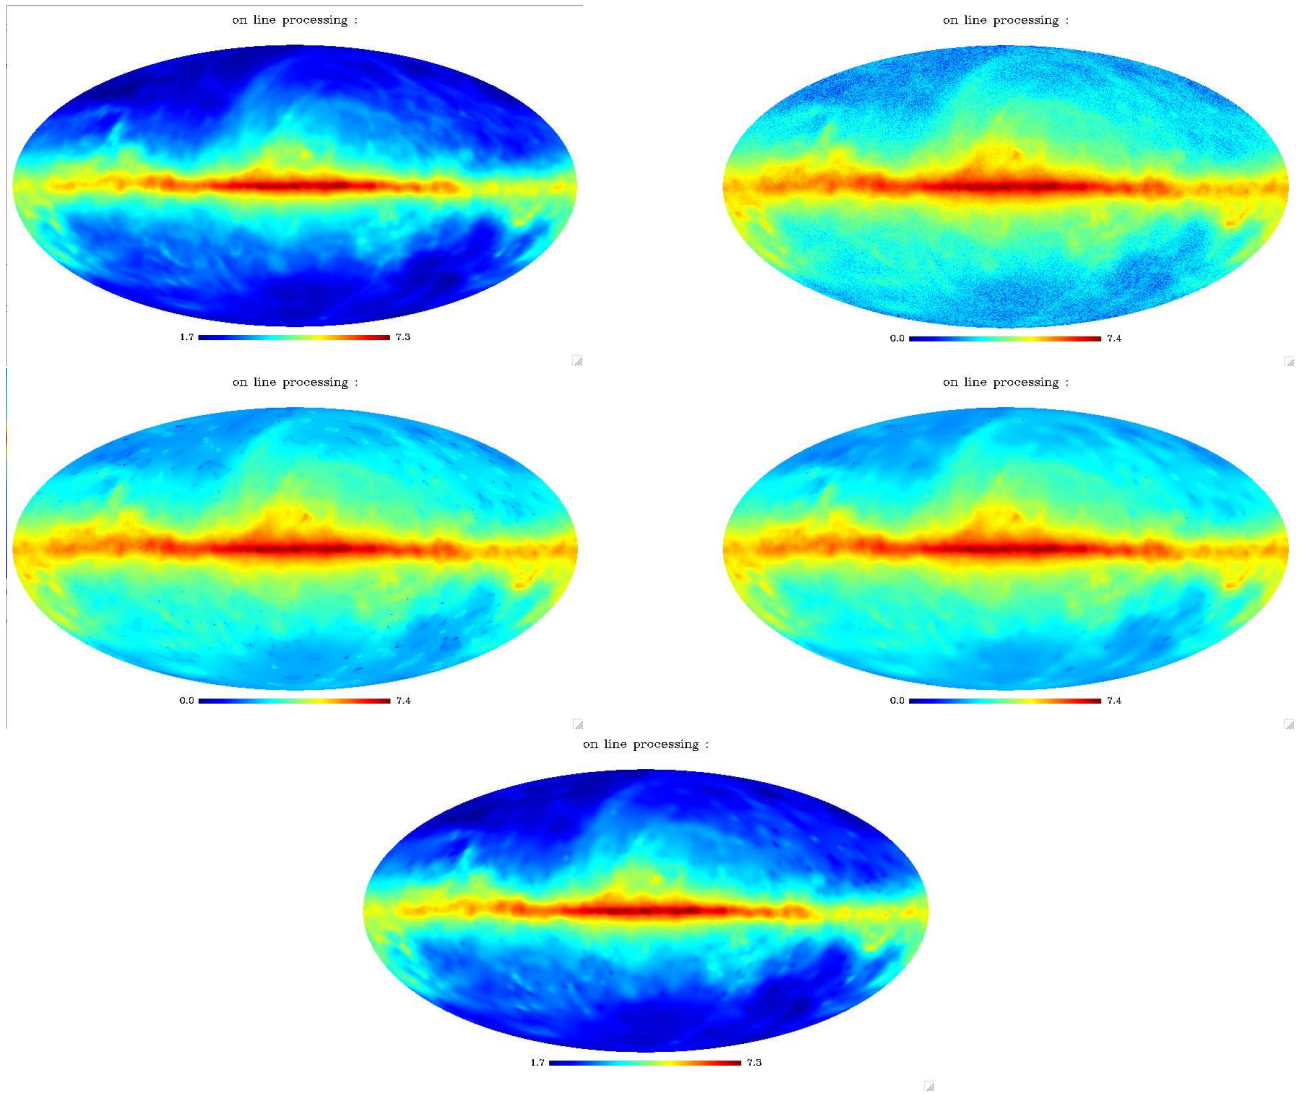 on line processing :
on line processing :
1.7 7.3
0.0 7.4
on line processing :
on line processing :
0.0 7.4
0.0 7.4
on line processing :
1.7 7.3